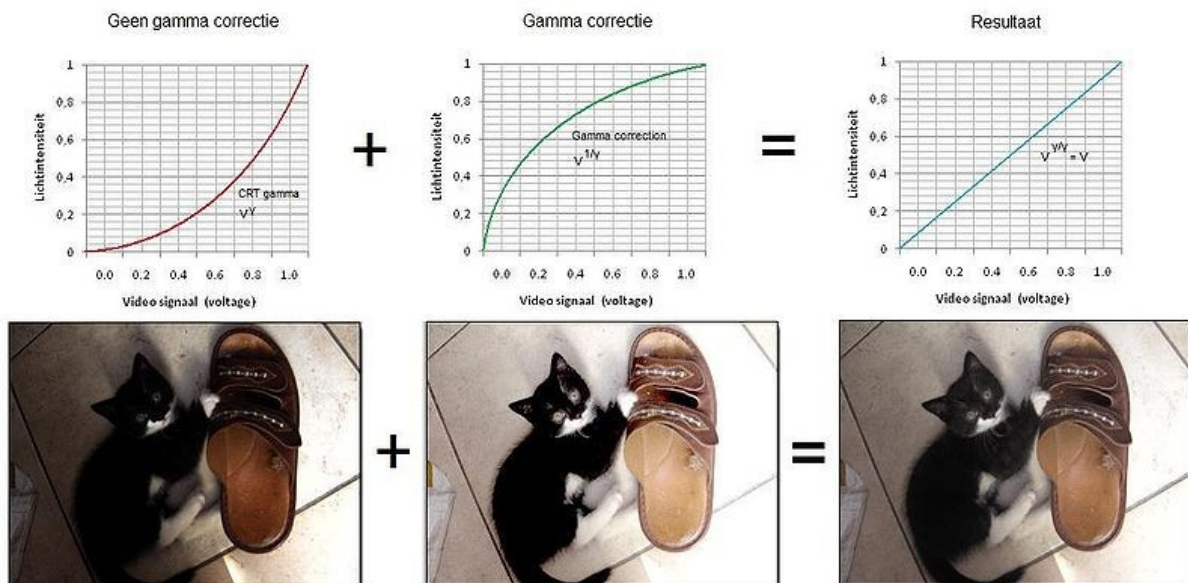 Geen gamma correctie
Gamma correctie
Resultaat
Lichtintensiteit
1
0,8
0,6
0,4
0,2
0
CRT gamma
V^γ
0.0 0.2 0.4 0.6 0.8 1.0
Video signaal (voltage)
+
Lichtintensiteit
1
0,8
0,6
0,4
0,2
0
Gamma correction
V^1/γ
0.0 0.2 0.4 0.6 0.8 1.0
Video signaal (voltage)
=
Lichtintensiteit
1
0,8
0,6
0,4
0,2
0
V^γ/γ = V
0.0 0.2 0.4 0.6 0.8 1.0
Video signaal (voltage)
+
=